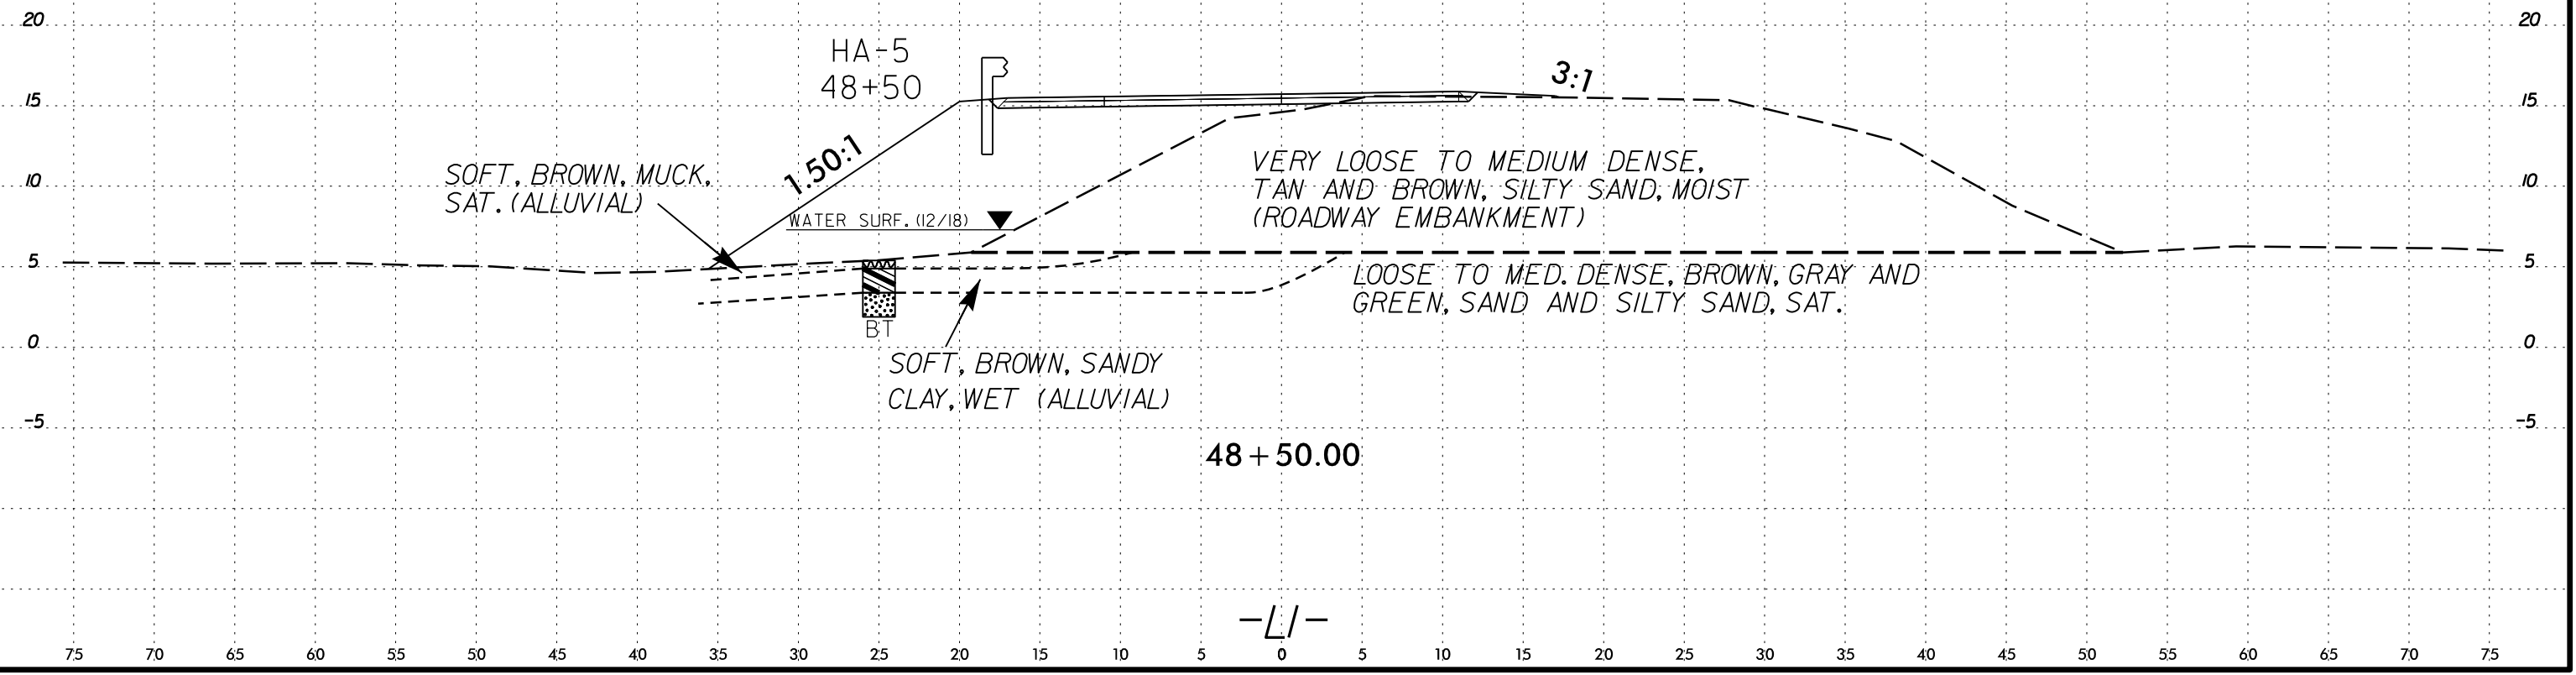 20 20
HA-5
48+50
3:1
15 15
1.50:1
SOFT, BROWN, MUCK,
SAT. (ALLUVIAL)
VERY LOOSE TO MEDIUM DENSE,
TAN AND BROWN, SILTY SAND, MOIST
(ROADWAY EMBANKMENT)
10 10
WATER SURF. (12/18)
5 5
LOOSE TO MED. DENSE, BROWN, GRAY AND
GREEN, SAND AND SILTY SAND, SAT.
BT
0 0
SOFT, BROWN, SANDY
CLAY, WET (ALLUVIAL)
-5 -5
48+50.00
-L1-
75 70 65 60 55 50 45 40 35 30 25 20 15 10 5 0 5 10 15 20 25 30 35 40 45 50 55 60 65 70 75